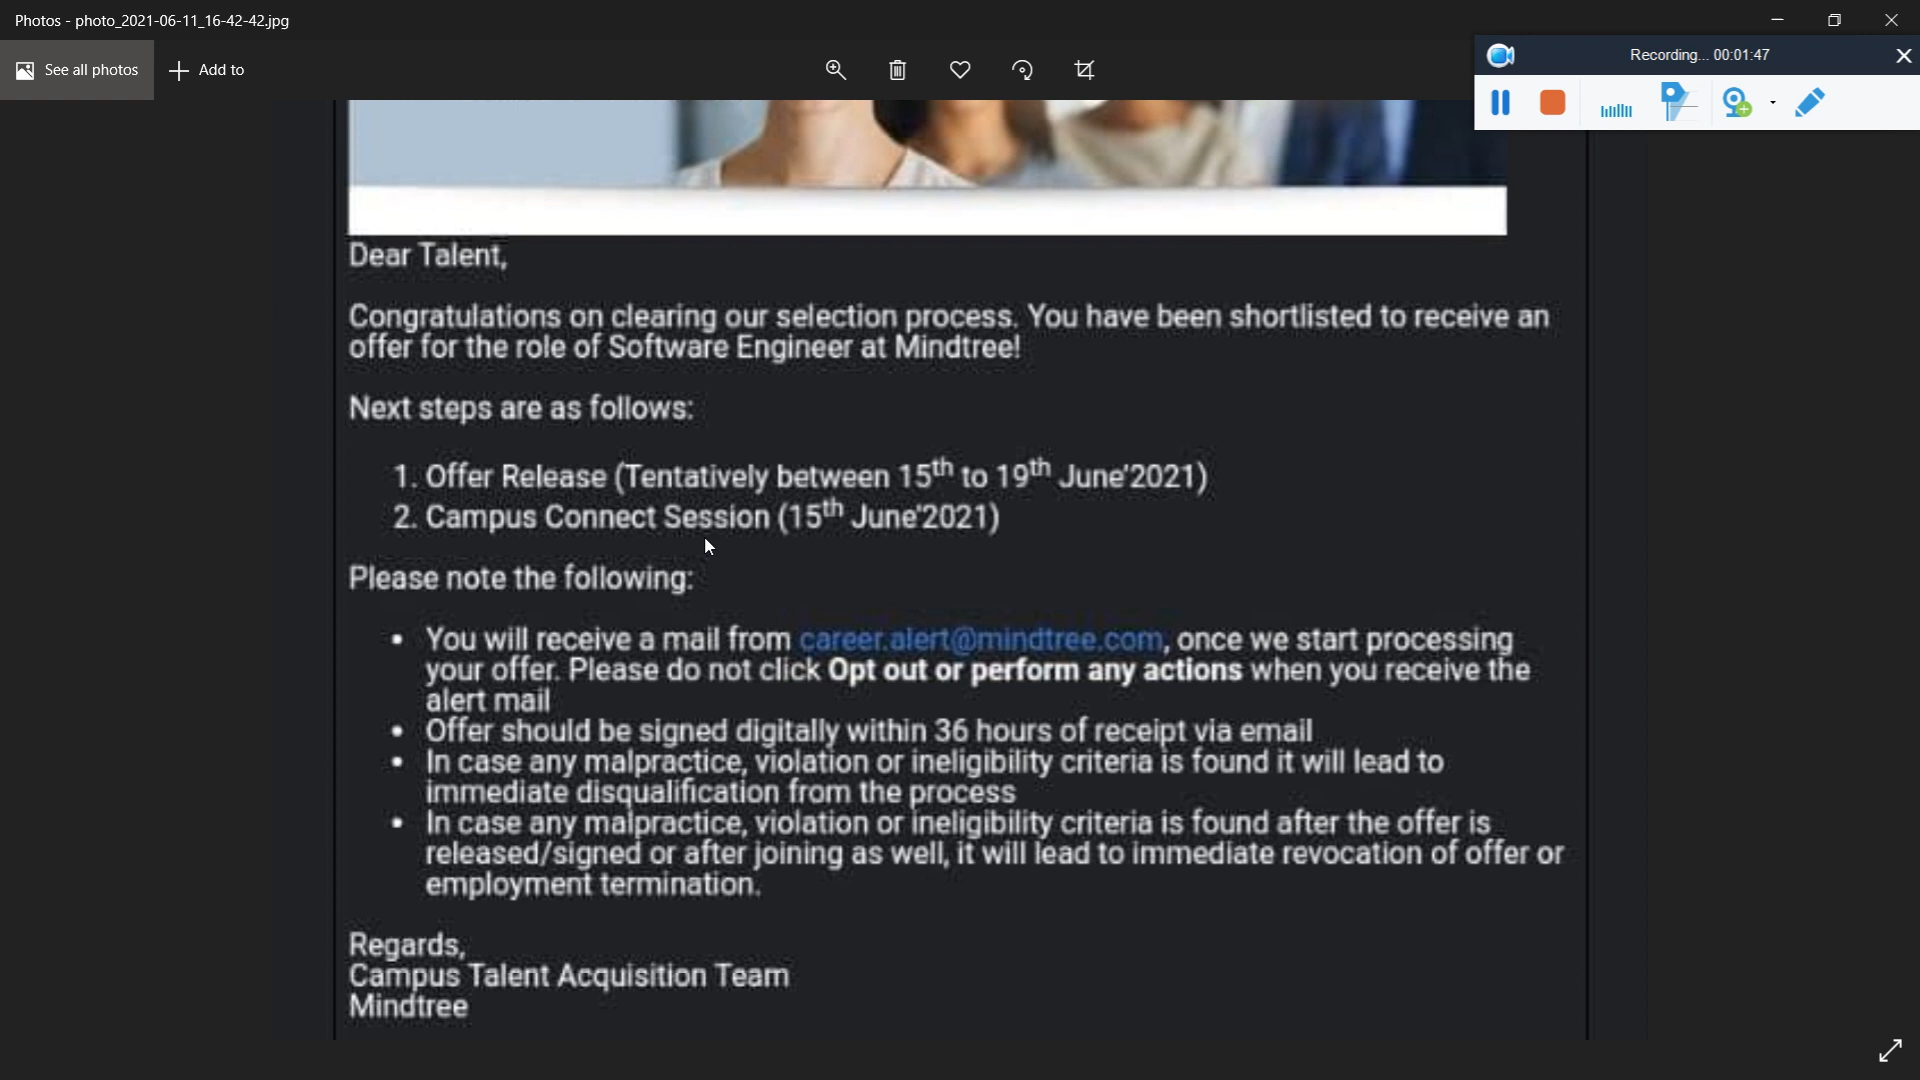 Photos - photo_2021-06-11_16-42-42.jpg
See all photos
Add to
Recording... 00:01:47
Dear Talent,
Congratulations on clearing our selection process. You have been shortlisted to receive an
offer for the role of Software Engineer at Mindtree!
Next steps are as follows:
1. Offer Release (Tentatively between 15th to 19th June'2021)
2. Campus Connect Session (15th June'2021)
Please note the following:
• You will receive a mail from career.alert@mindtree.com, once we start processing
your offer. Please do not click Opt out or perform any actions when you receive the
alert mail
• Offer should be signed digitally within 36 hours of receipt via email
• In case any malpractice, violation or ineligibility criteria is found it will lead to
immediate disqualification from the process
• In case any malpractice, violation or ineligibility criteria is found after the offer is
released/signed or after joining as well, it will lead to immediate revocation of offer or
employment termination.
Regards,
Campus Talent Acquisition Team
Mindtree